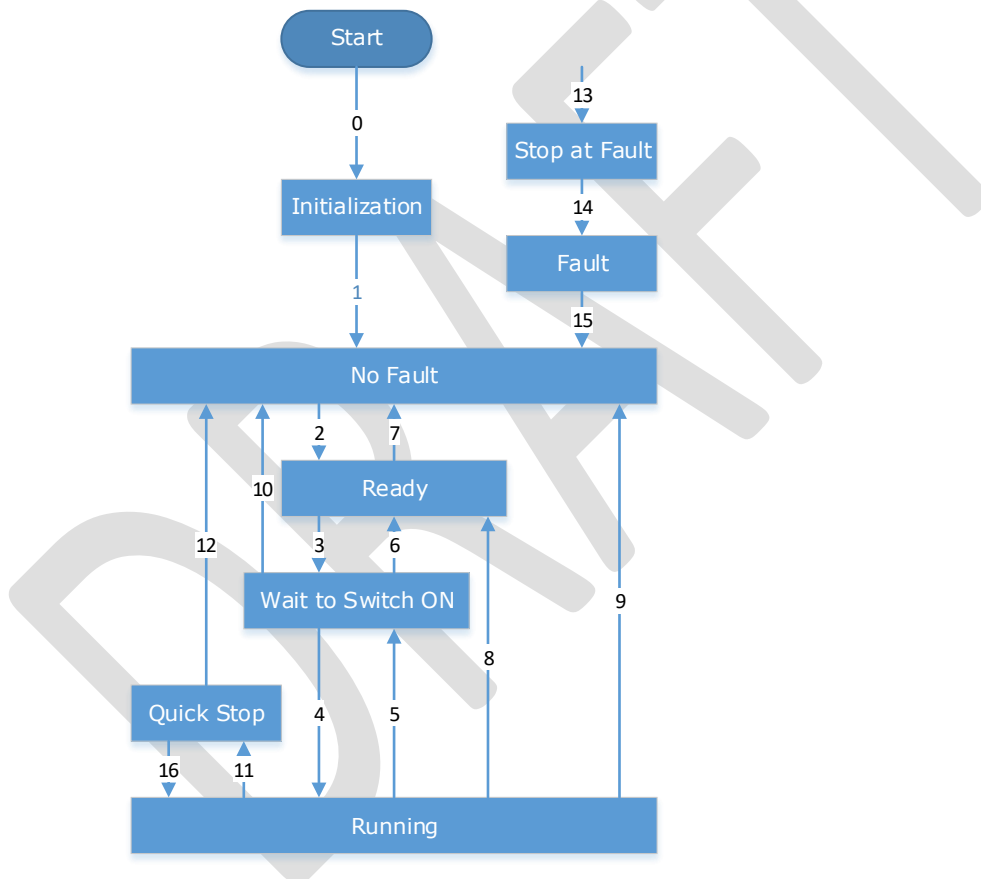 Start
13
0
Stop at Fault
14
Initialization
Fault
1
15
No Fault
2
7
Ready
10
12
3
6
Wait to Switch ON
9
8
Quick Stop
4
5
16
11
Running
DRAFT